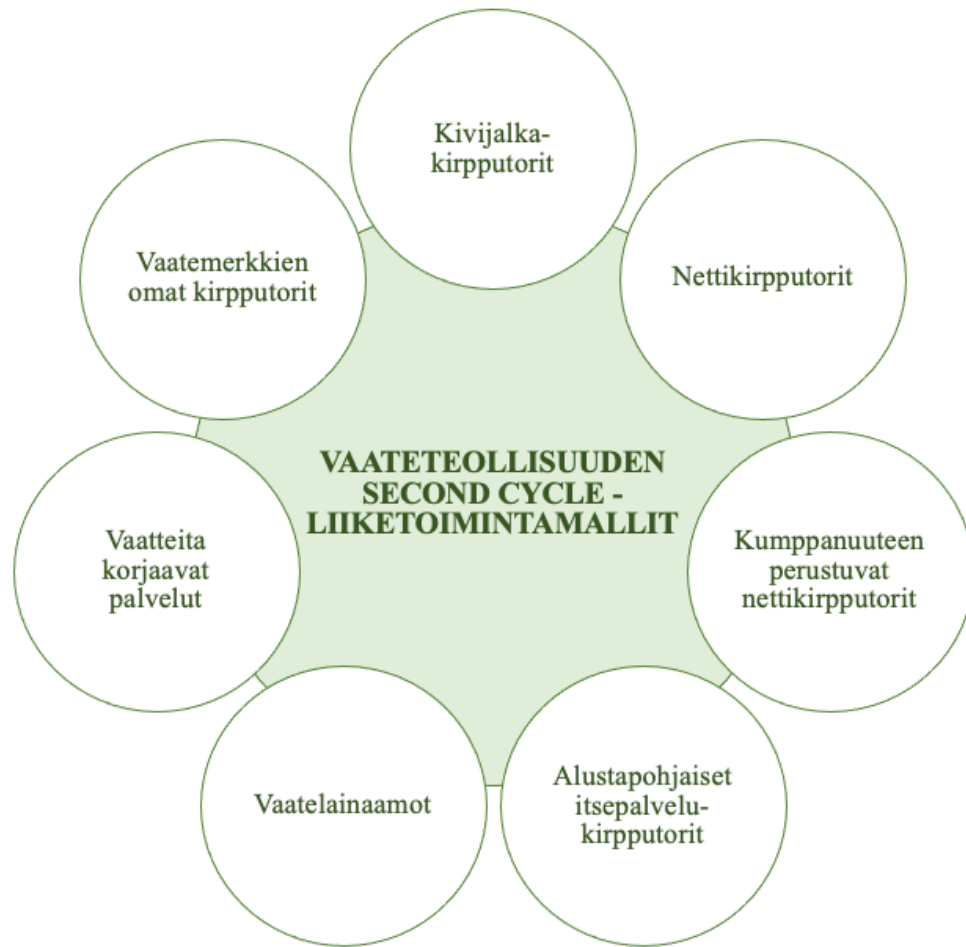 Kivijalka-
kirpputorit
Nettikirpputorit
Kumppanuuteen
perustuvat
nettikirpputorit
Alustapohjaiset
itsepalvelu-
kirpputorit
Vaatelainaamot
Vaatteita
korjaavat
palvelut
Vaatemerkkien
omat kirpputorit
VAATETEOLLISUUDEN
SECOND CYCLE -
LIIKETOIMINTAMALLIT